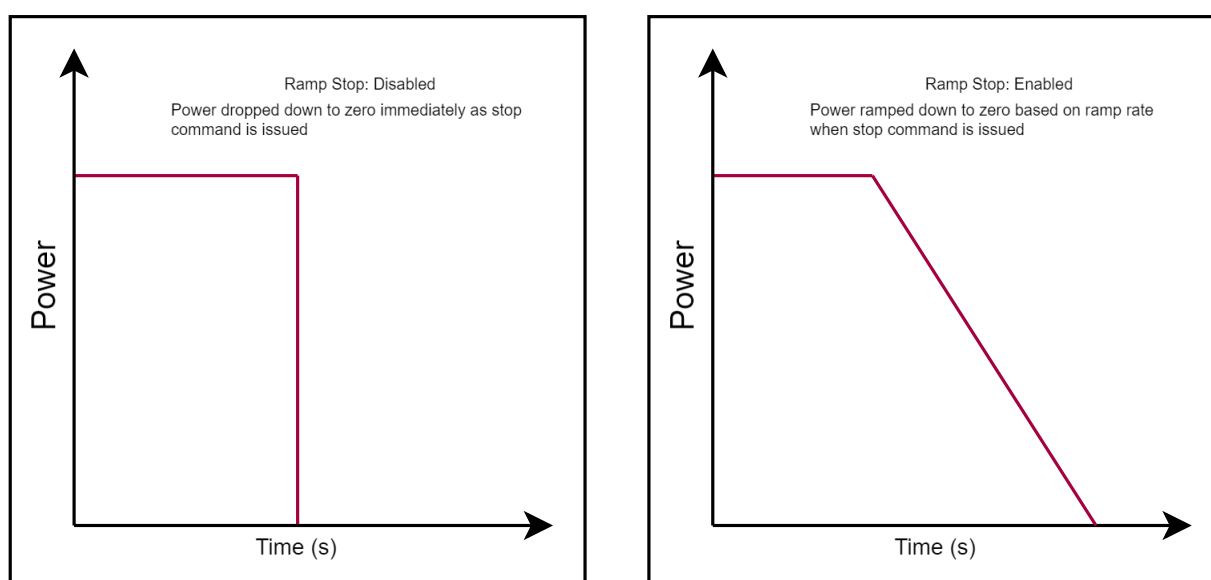 Ramp Stop: Disabled
Power dropped down to zero immediately as stop
command is issued
Power
Time (s)
Ramp Stop: Enabled
Power ramped down to zero based on ramp rate
when stop command is issued
Power
Time (s)